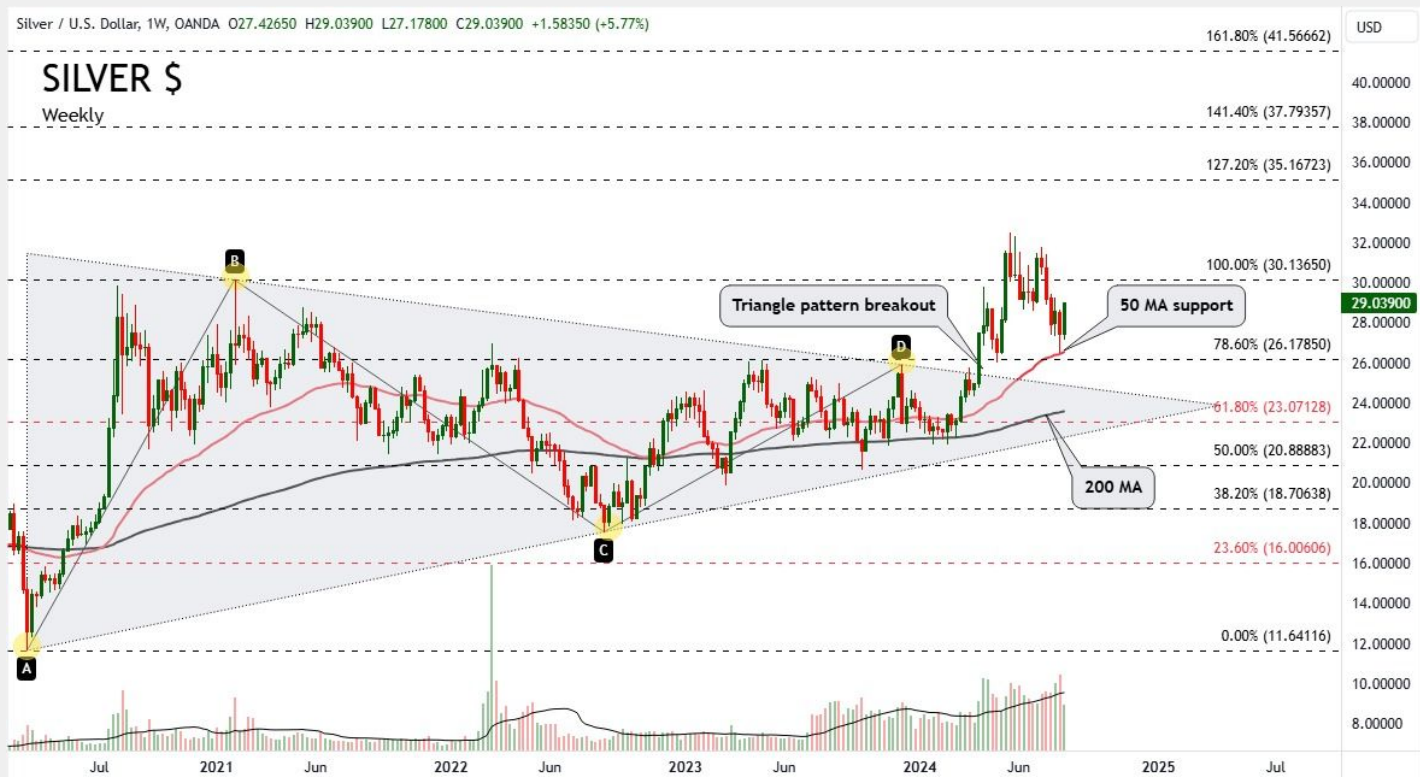 Silver / U.S. Dollar, 1W, OANDA O27.42650 H29.03900 L27.17800 C29.03900 +1.58350 (+5.77%)
USD
SILVER $
Weekly
161.80% (41.56662)
141.40% (37.79357)
127.20% (35.16723)
100.00% (30.13650)
78.60% (26.17850)
61.80% (23.07128)
50.00% (20.88883)
38.20% (18.70638)
23.60% (16.00606)
0.00% (11.64116)
B
Triangle pattern breakout
50 MA support
D
200 MA
C
A
40.00000
38.00000
36.00000
34.00000
32.00000
30.00000
29.03900
28.00000
26.00000
24.00000
22.00000
20.00000
18.00000
16.00000
14.00000
12.00000
10.00000
8.00000
Jul 2021 Jun 2022 Jun 2023 Jun 2024 Jun 2025 Jul